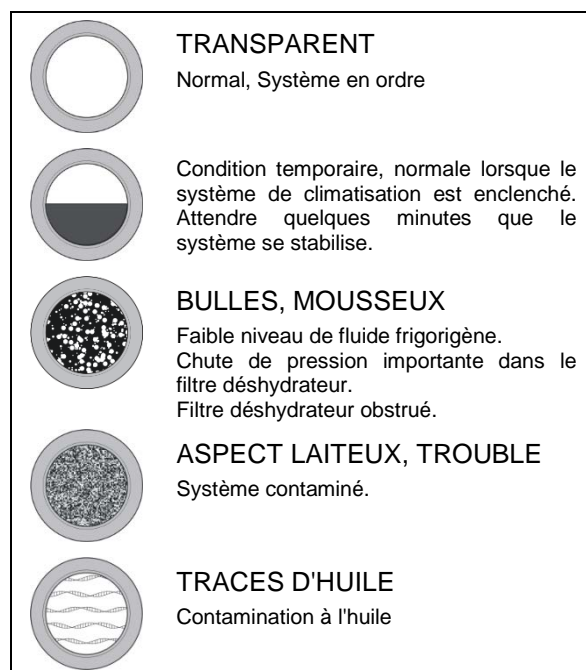 TRANSPARENT
Normal, Système en ordre
Condition temporaire, normale lorsque le
système de climatisation est enclenché.
Attendre quelques minutes que le
système se stabilise.
BULLES, MOUSSEUX
Faible niveau de fluide frigorigène.
Chute de pression importante dans le
filtre déshydrateur.
Filtre déshydrateur obstrué.
ASPECT LAITEUX, TROUBLE
Système contaminé.
TRACES D'HUILE
Contamination à l'huile